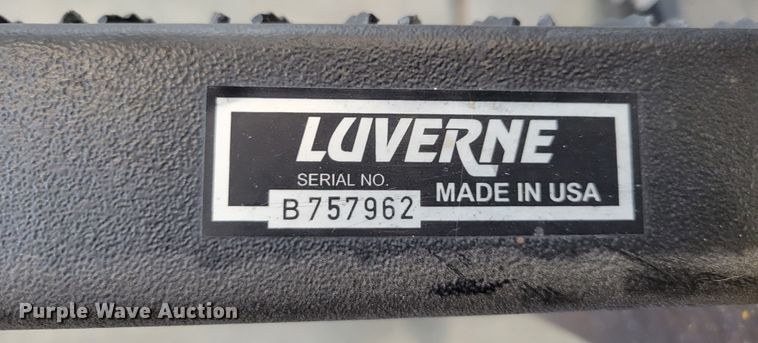 LUVERNE
SERIAL NO.
MADE IN USA
B757962
Purple Wave Auction